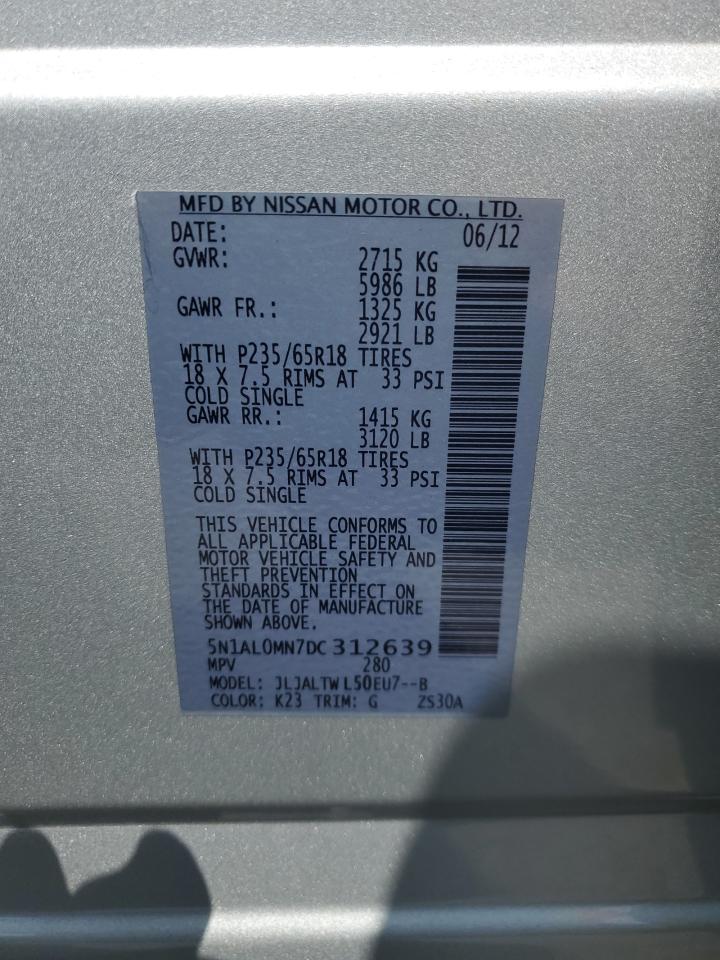 MFD BY NISSAN MOTOR CO., LTD.
DATE: 06/12
GVWR: 2715 KG
5986 LB
GAWR FR.: 1325 KG
2921 LB
WITH P235/65R18 TIRES
18 X 7.5 RIMS AT 33 PSI
COLD SINGLE
GAWR RR.: 1415 KG
3120 LB
WITH P235/65R18 TIRES
18 X 7.5 RIMS AT 33 PSI
COLD SINGLE
THIS VEHICLE CONFORMS TO
ALL APPLICABLE FEDERAL
MOTOR VEHICLE SAFETY AND
THEFT PREVENTION
STANDARDS IN EFFECT ON
THE DATE OF MANUFACTURE
SHOWN ABOVE.
5N1AL0MN7DC312639
MPV 280
MODEL: JLJALTWL50EU7--B
COLOR: K23 TRIM: G ZS30A